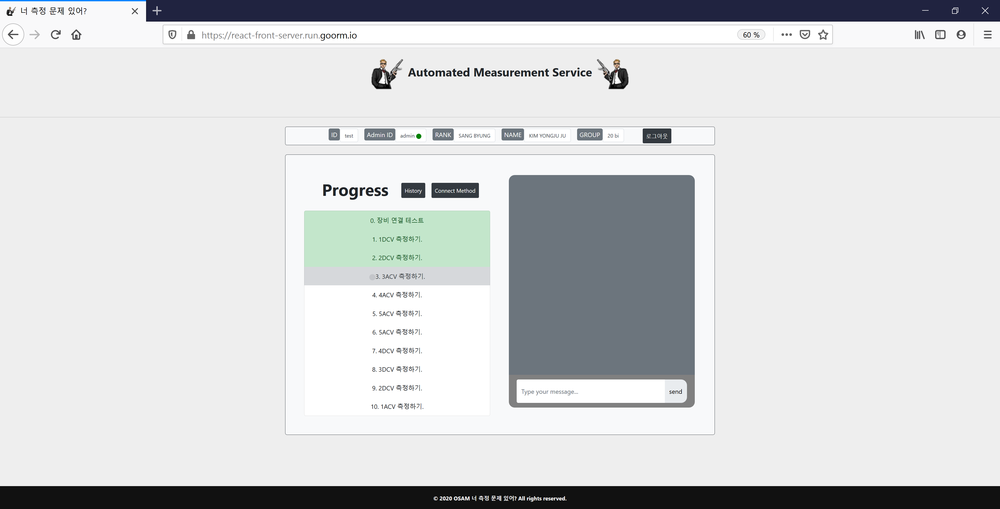 너 측정 문제 있어?
https://react-front-server.run.goorm.io
60 %
Automated Measurement Service
ID test Admin ID admin RANK SANG BYUNG NAME KIM YONGJU JU GROUP 20 bi 로그아웃
Progress History Connect Method
0. 장비 연결 테스트
1. 1DCV 측정하기.
2. 2DCV 측정하기.
3. 3ACV 측정하기.
4. 4ACV 측정하기.
5. 5ACV 측정하기.
6. 5ACV 측정하기.
7. 4DCV 측정하기.
8. 3DCV 측정하기.
9. 2DCV 측정하기.
10. 1ACV 측정하기.
Type your message... send
© 2020 OSAM 너 측정 문제 있어? All rights reserved.